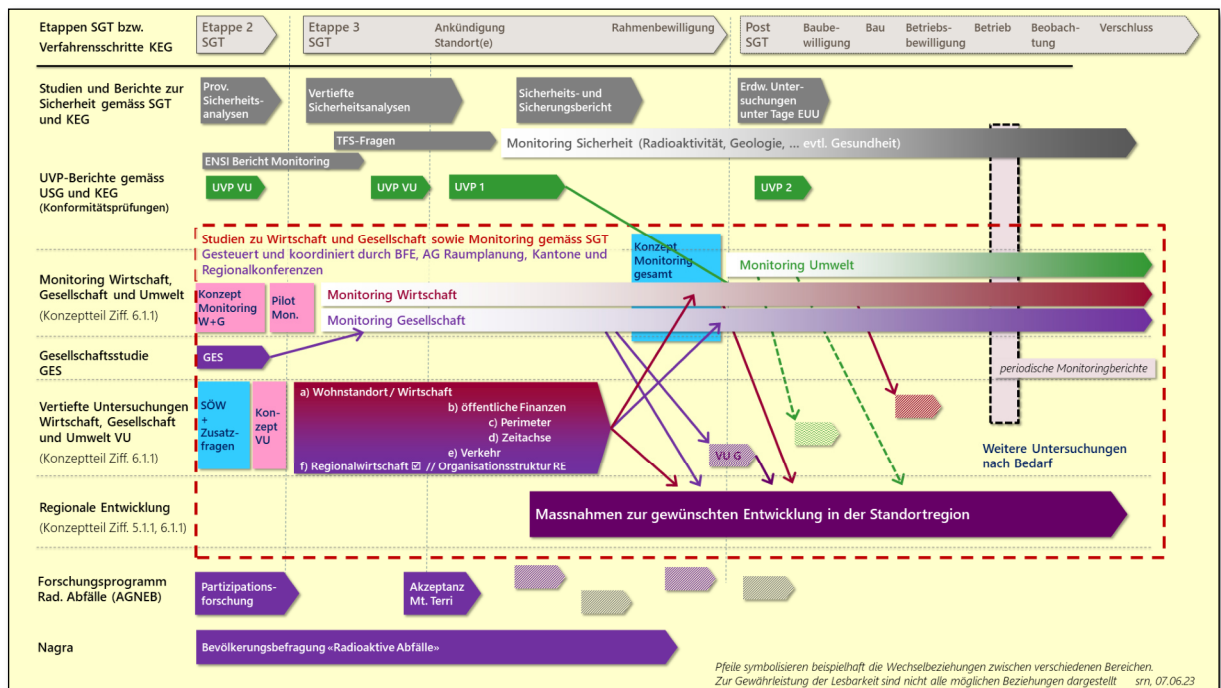 Etappen SGT bzw.
Verfahrensschritte KEG
Etappe 2
SGT
Etappe 3
SGT
Ankündigung
Standort(e)
Rahmenbewilligung
Post
SGT
Baube-
willigung
Bau
Betriebs-
bewilligung
Betrieb
Beobach-
tung
Verschluss
Studien und Berichte zur
Sicherheit gemäss SGT
und KEG
Prov.
Sicherheits-
analysen
Vertiefte
Sicherheitsanalysen
Sicherheits- und
Sicherungsbericht
Erdw. Unter-
suchungen
unter Tage EUU
TFS-Fragen
Monitoring Sicherheit (Radioaktivität, Geologie, ... evtl. Gesundheit)
ENSI Bericht Monitoring
UVP-Berichte gemäss
USG und KEG
(Konformitätsprüfungen)
UVP VU
UVP VU
UVP 1
UVP 2
Studien zu Wirtschaft und Gesellschaft sowie Monitoring gemäss SGT
Gesteuert und koordiniert durch BFE, AG Raumplanung, Kantone und
Regionalkonferenzen
Konzept
Monitoring
gesamt
Monitoring Umwelt
Monitoring Wirtschaft,
Gesellschaft und Umwelt
(Konzeptteil Ziff. 6.1.1)
Konzept
Monitoring
W+G
Pilot
Mon.
Monitoring Wirtschaft
Monitoring Gesellschaft
Gesellschaftsstudie
GES
GES
periodische Monitoringberichte
Vertiefte Untersuchungen
Wirtschaft, Gesellschaft
und Umwelt VU
(Konzeptteil Ziff. 6.1.1)
SÖW
+
Zusatz-
fragen
Kon-
zept
VU
a) Wohnstandort / Wirtschaft
b) öffentliche Finanzen
c) Perimeter
d) Zeitachse
e) Verkehr
f) Regionalwirtschaft ☑ // Organisationsstruktur RE
VU G
Weitere Untersuchungen
nach Bedarf
Regionale Entwicklung
(Konzeptteil Ziff. 5.1.1, 6.1.1)
Massnahmen zur gewünschten Entwicklung in der Standortregion
Forschungsprogramm
Rad. Abfälle (AGNEB)
Partizipations-
forschung
Akzeptanz
Mt. Terri
Nagra
Bevölkerungsbefragung «Radioaktive Abfälle»
Pfeile symbolisieren beispielhaft die Wechselbeziehungen zwischen verschiedenen Bereichen.
Zur Gewährleistung der Lesbarkeit sind nicht alle möglichen Beziehungen dargestellt srn, 07.06.23